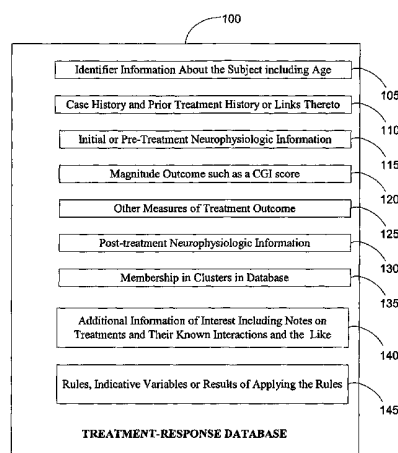 100
Identifier Information About the Subject including Age
105
Case History and Prior Treatment History or Links Thereto
110
Initial or Pre-Treatment Neurophysiologic Information
115
Magnitude Outcome such as a CGI score
120
Other Measures of Treatment Outcome
125
Post-treatment Neurophysiologic Information
130
Membership in Clusters in Database
135
Additional Information of Interest Including Notes on
Treatments and Their Known Interactions and the Like
140
Rules, Indicative Variables or Results of Applying the Rules
145
TREATMENT-RESPONSE DATABASE